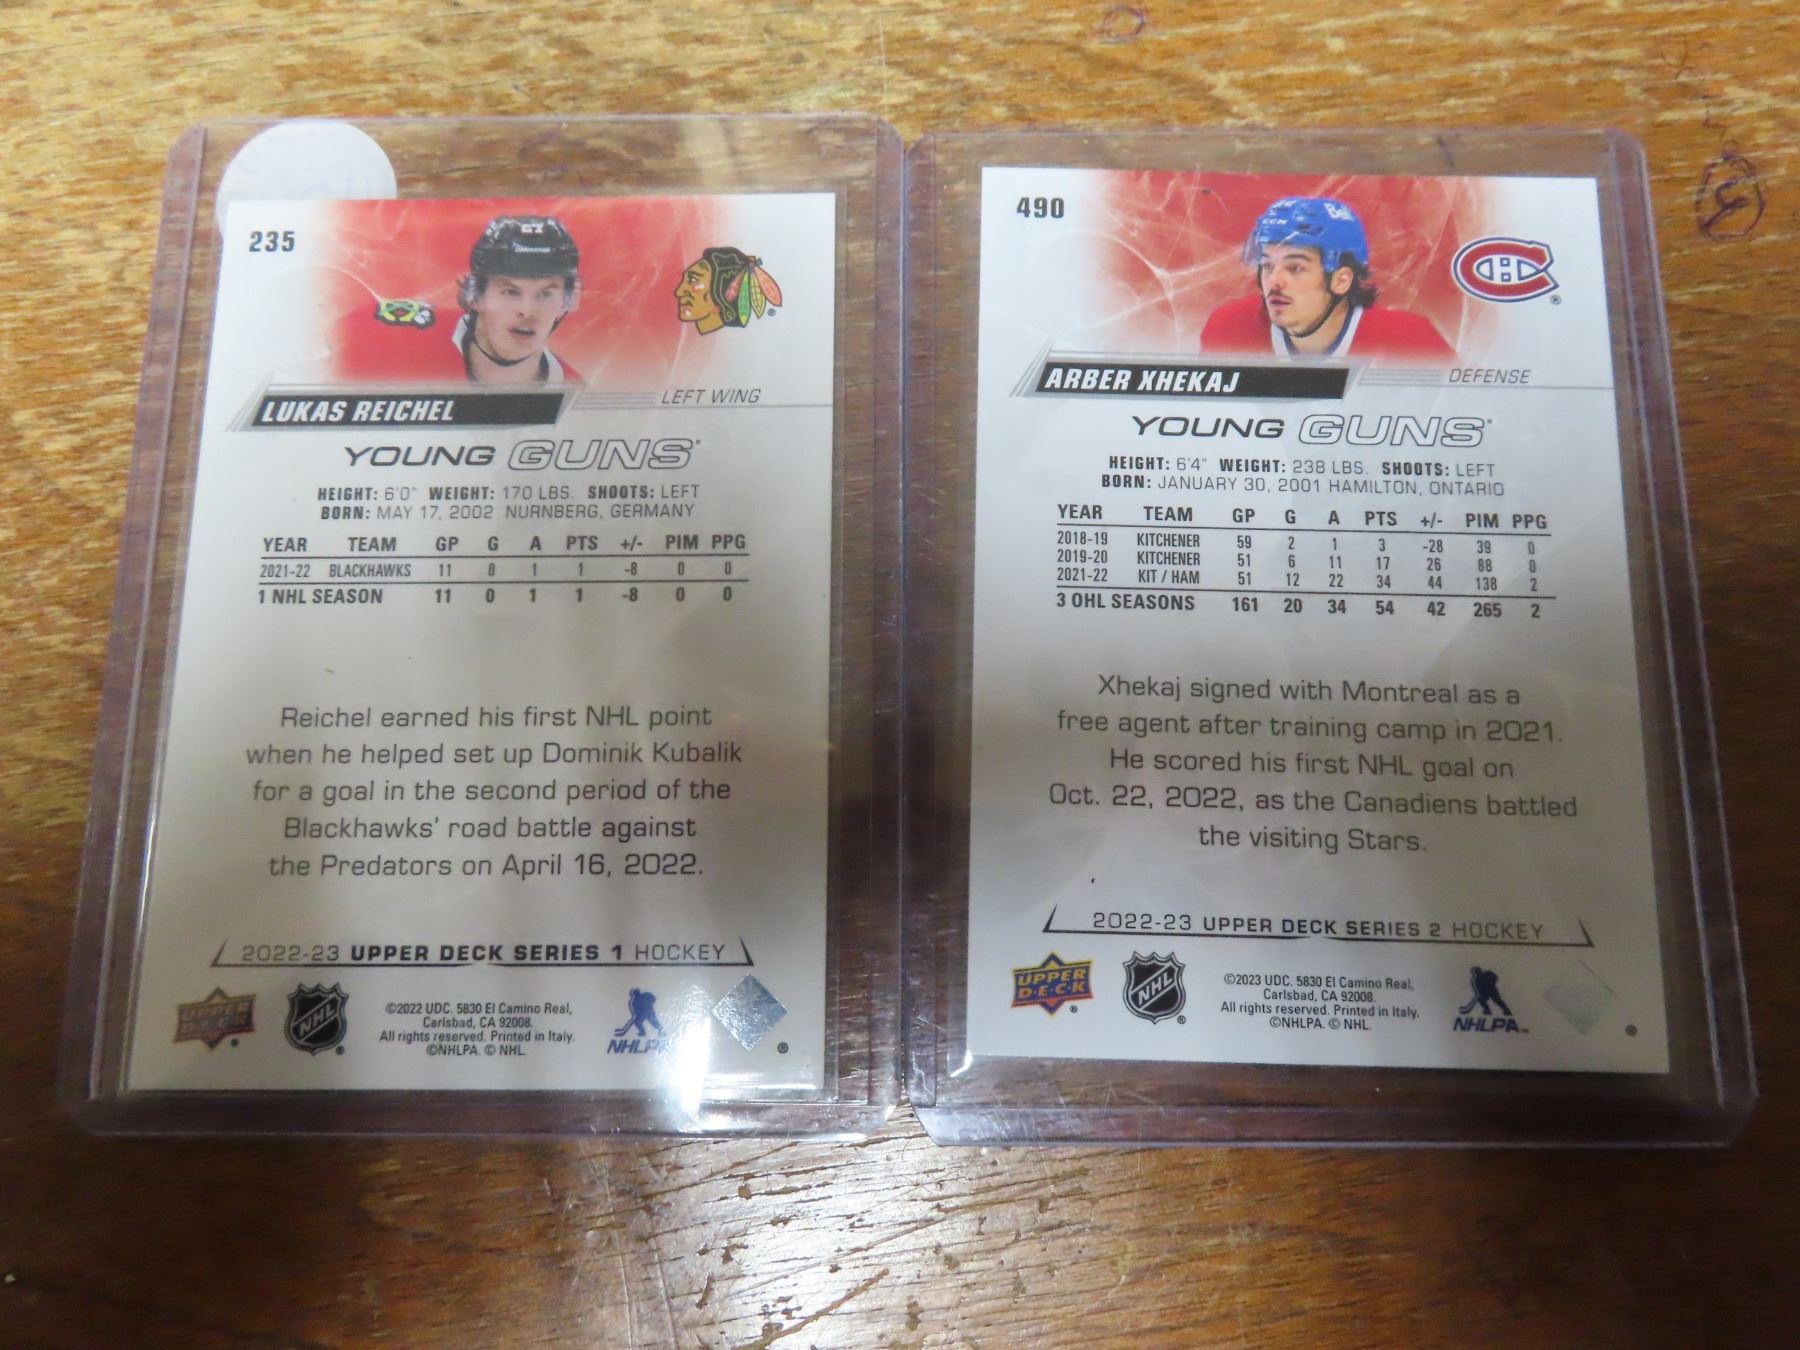 235
LUKAS REICHEL
LEFT WING
YOUNG GUNS
HEIGHT: 6'0" WEIGHT: 170 LBS. SHOOTS: LEFT
BORN: MAY 17, 2002 NURNBERG, GERMANY
YEAR TEAM GP G A PTS +/- PIM PPG
2021-22 BLACKHAWKS 11 0 1 1 -8 0 0
1 NHL SEASON 11 0 1 1 -8 0 0
Reichel earned his first NHL point
when he helped set up Dominik Kubalik
for a goal in the second period of the
Blackhawks' road battle against
the Predators on April 16, 2022.
2022-23 UPPER DECK SERIES 1 HOCKEY
UPPER
D·E·C·K
NHL
©2022 UDC. 5830 El Camino Real,
Carlsbad, CA 92008.
All rights reserved. Printed in Italy.
©NHLPA. © NHL.
NHLPA
490
Bell
CCM
ARBER XHEKAJ
DEFENSE
YOUNG GUNS
HEIGHT: 6'4" WEIGHT: 238 LBS. SHOOTS: LEFT
BORN: JANUARY 30, 2001 HAMILTON, ONTARIO
YEAR TEAM GP G A PTS +/- PIM PPG
2018-19 KITCHENER 59 2 1 3 -28 39 0
2019-20 KITCHENER 51 6 11 17 26 88 0
2021-22 KIT / HAM 51 12 22 34 44 138 2
3 OHL SEASONS 161 20 34 54 42 265 2
Xhekaj signed with Montreal as a
free agent after training camp in 2021.
He scored his first NHL goal on
Oct. 22, 2022, as the Canadiens battled
the visiting Stars.
2022-23 UPPER DECK SERIES 2 HOCKEY
UPPER
D·E·C·K
NHL
©2023 UDC. 5830 El Camino Real,
Carlsbad, CA 92008.
All rights reserved. Printed in Italy.
©NHLPA. © NHL.
NHLPA